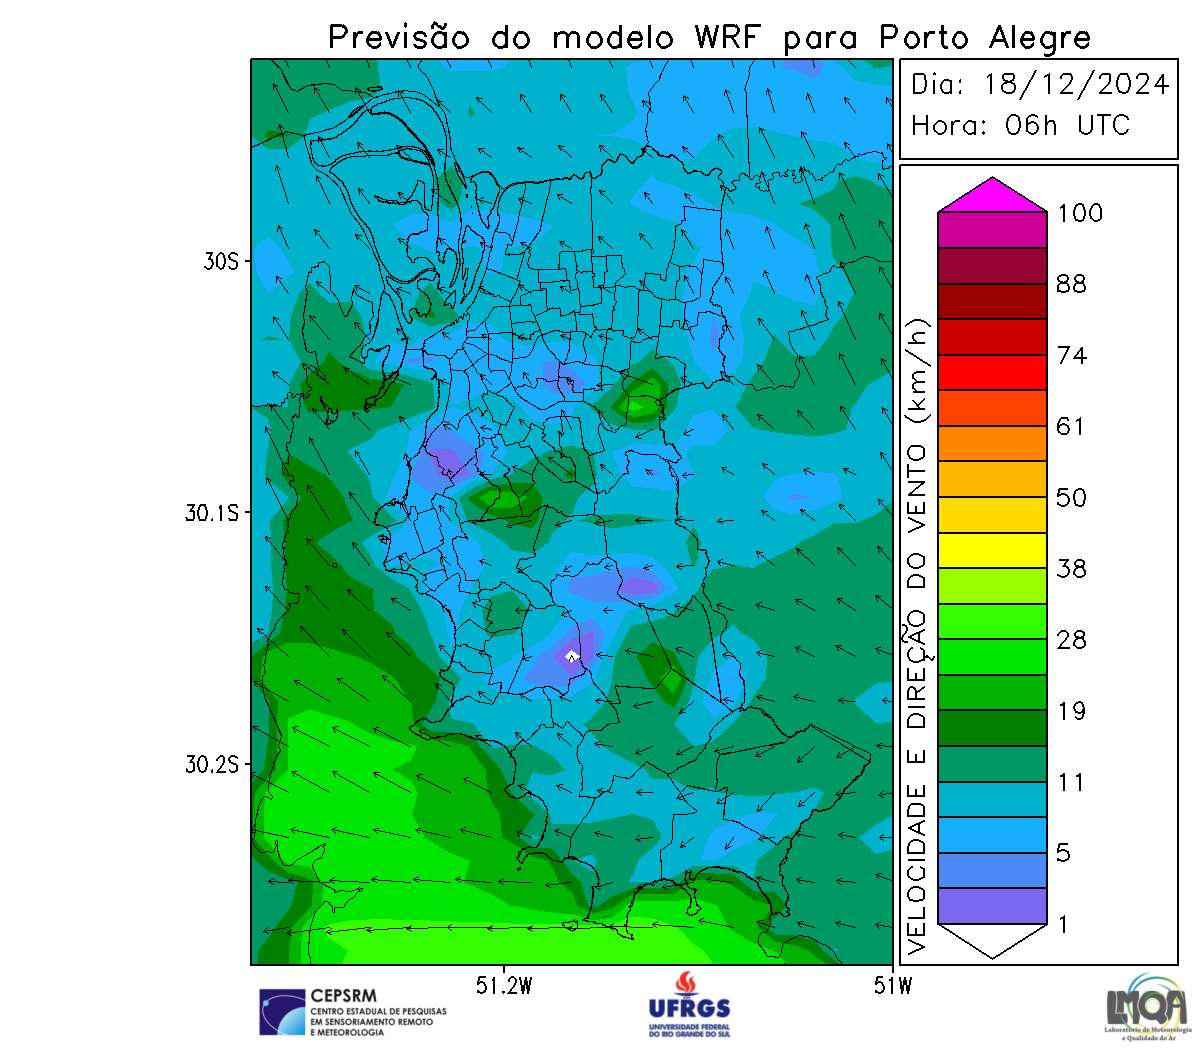 Previsão do modelo WRF para Porto Alegre
Dia: 18/12/2024
Hora: 06h UTC
100
88
74
61
50
38
28
19
11
5
1
VELOCIDADE E DIREÇÃO DO VENTO (km/h)
30S
30.1S
30.2S
51.2W
51W
CEPSRM
CENTRO ESTADUAL DE PESQUISAS
EM SENSORIAMENTO REMOTO
E METEOROLOGIA
UFRGS
UNIVERSIDADE FEDERAL
DO RIO GRANDE DO SUL
LMQA
Laboratório de Meteorologia
e Qualidade do Ar